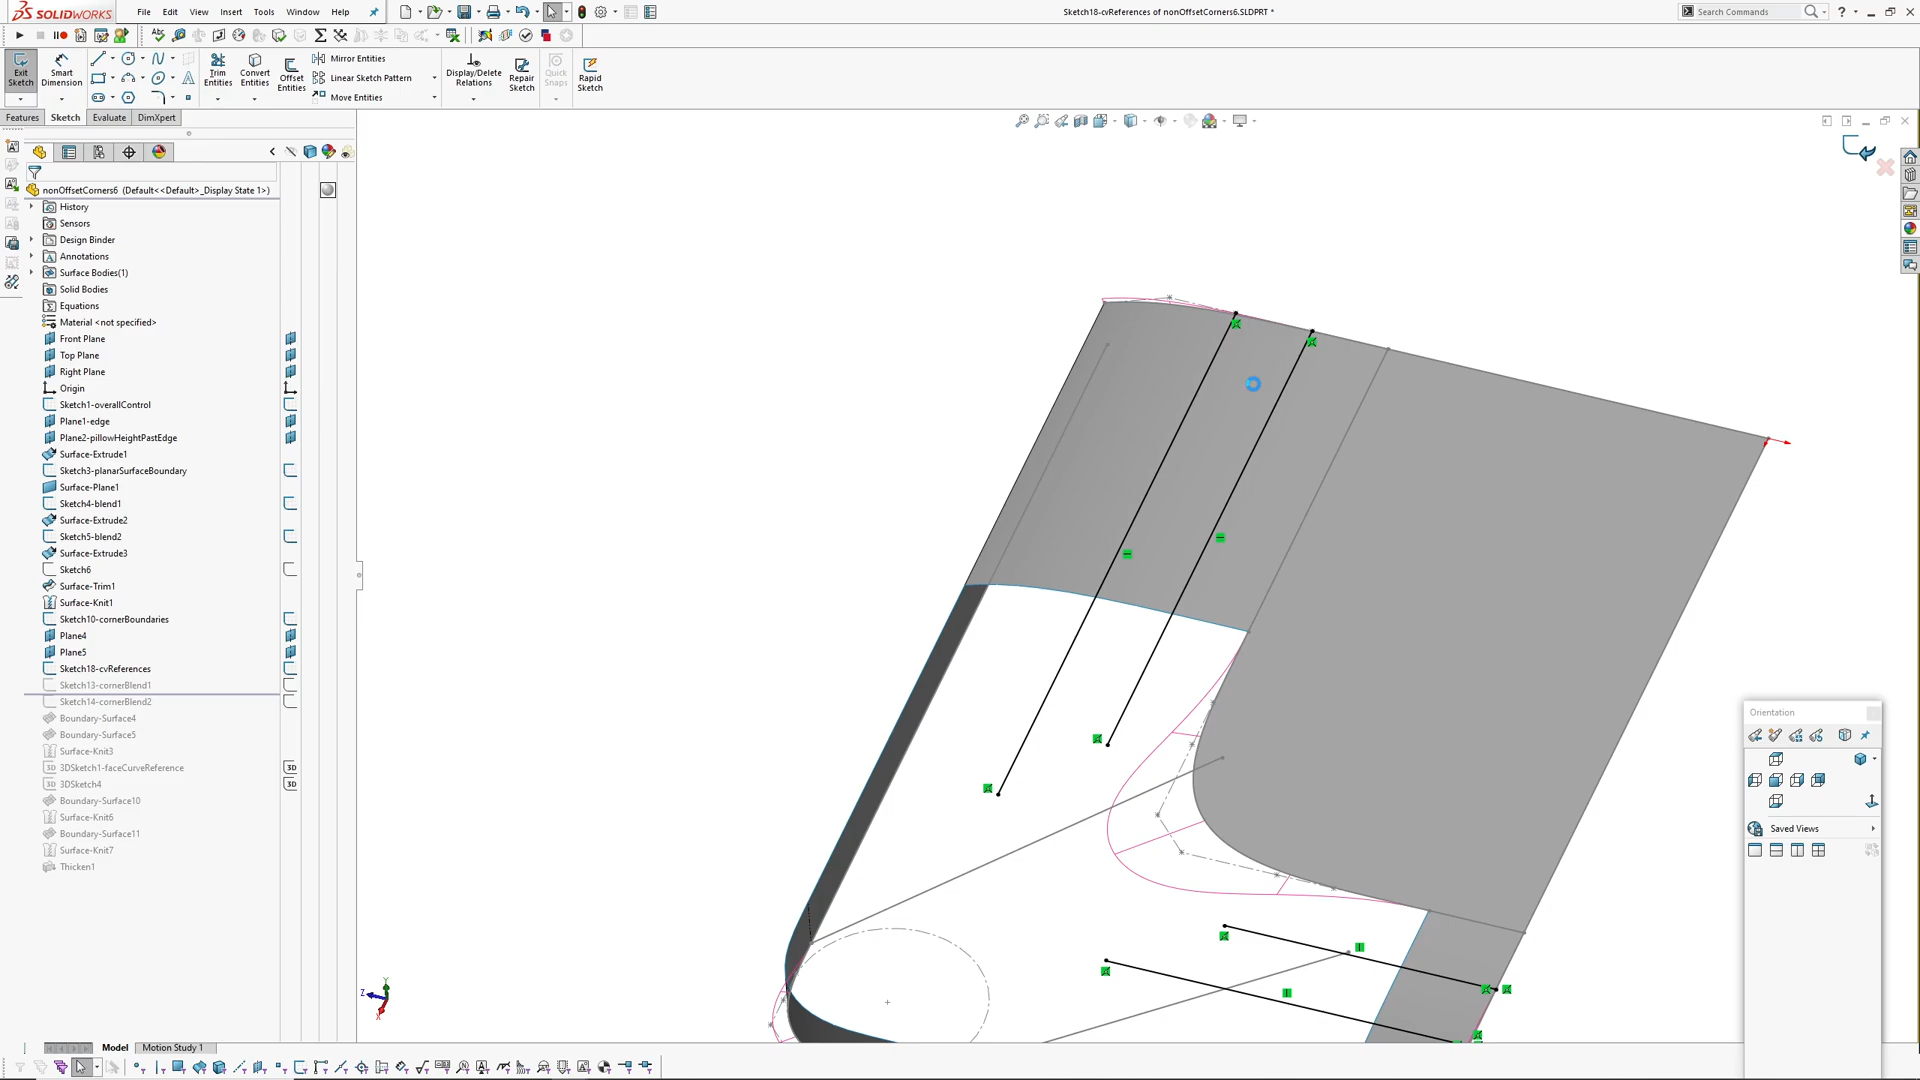 SOLIDWORKS File Edit View Insert Tools Window Help Sketch18-cvReferences of nonOffsetCorners6.SLDPRT * Search Commands
Exit Sketch
Smart Dimension
Trim Entities
Convert Entities
Offset Entities
Mirror Entities
Linear Sketch Pattern
Move Entities
Display/Delete Relations
Repair Sketch
Quick Snaps
Rapid Sketch
Features Sketch Evaluate DimXpert
nonOffsetCorners6 (Default<<Default>_Display State 1>)
History
Sensors
Design Binder
Annotations
Surface Bodies(1)
Solid Bodies
Equations
Material <not specified>
Front Plane
Top Plane
Right Plane
Origin
Sketch1-overallControl
Plane1-edge
Plane2-pillowHeightPastEdge
Surface-Extrude1
Sketch3-planarSurfaceBoundary
Surface-Plane1
Sketch4-blend1
Surface-Extrude2
Sketch5-blend2
Surface-Extrude3
Sketch6
Surface-Trim1
Surface-Knit1
Sketch10-cornerBoundaries
Plane4
Plane5
Sketch18-cvReferences
Sketch13-cornerBlend1
Sketch14-cornerBlend2
Boundary-Surface4
Boundary-Surface5
Surface-Knit3
3DSketch1-faceCurveReference
3DSketch4
Boundary-Surface10
Surface-Knit6
Boundary-Surface11
Surface-Knit7
Thicken1
3D
3D
Orientation
Saved Views
Y
Z
X
Model Motion Study 1